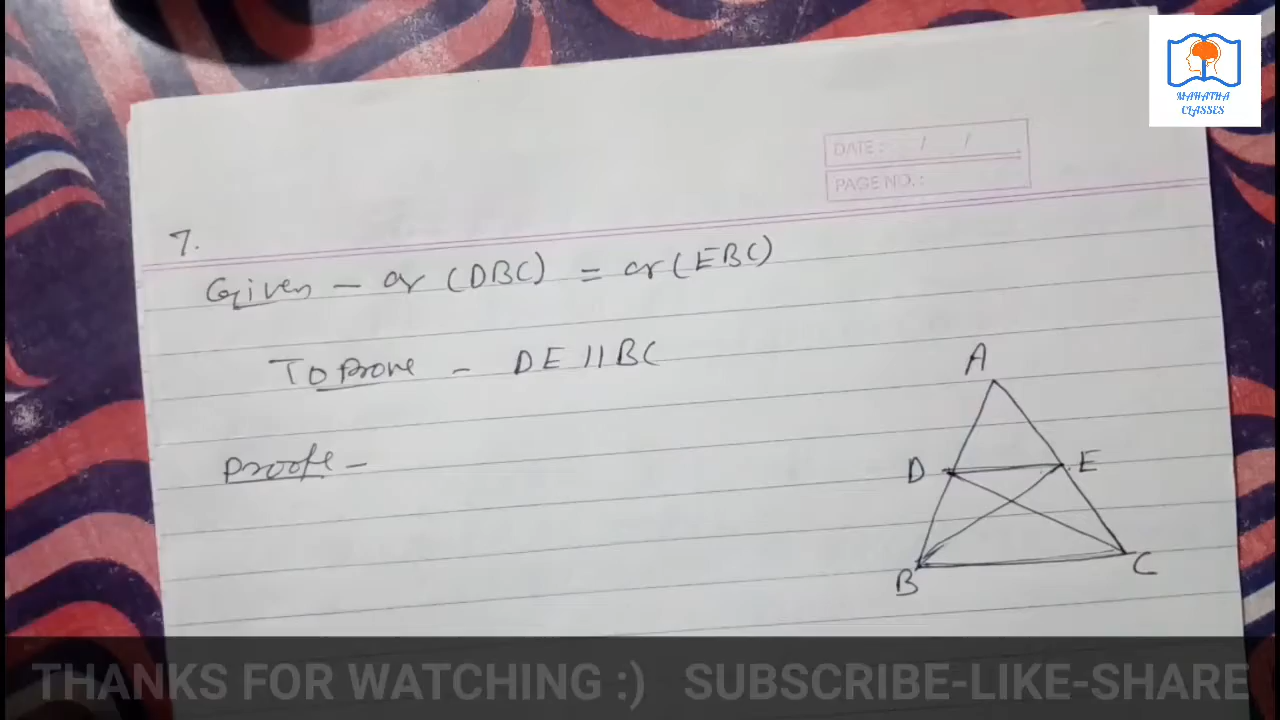 MAHATHA
CLASSES
DATE : / /
PAGE NO. :
7.
Given - ar (DBC) = ar (EBC)
To prove - DE || BC
Proofe -
A
D E
B C
THANKS FOR WATCHING :) SUBSCRIBE-LIKE-SHARE